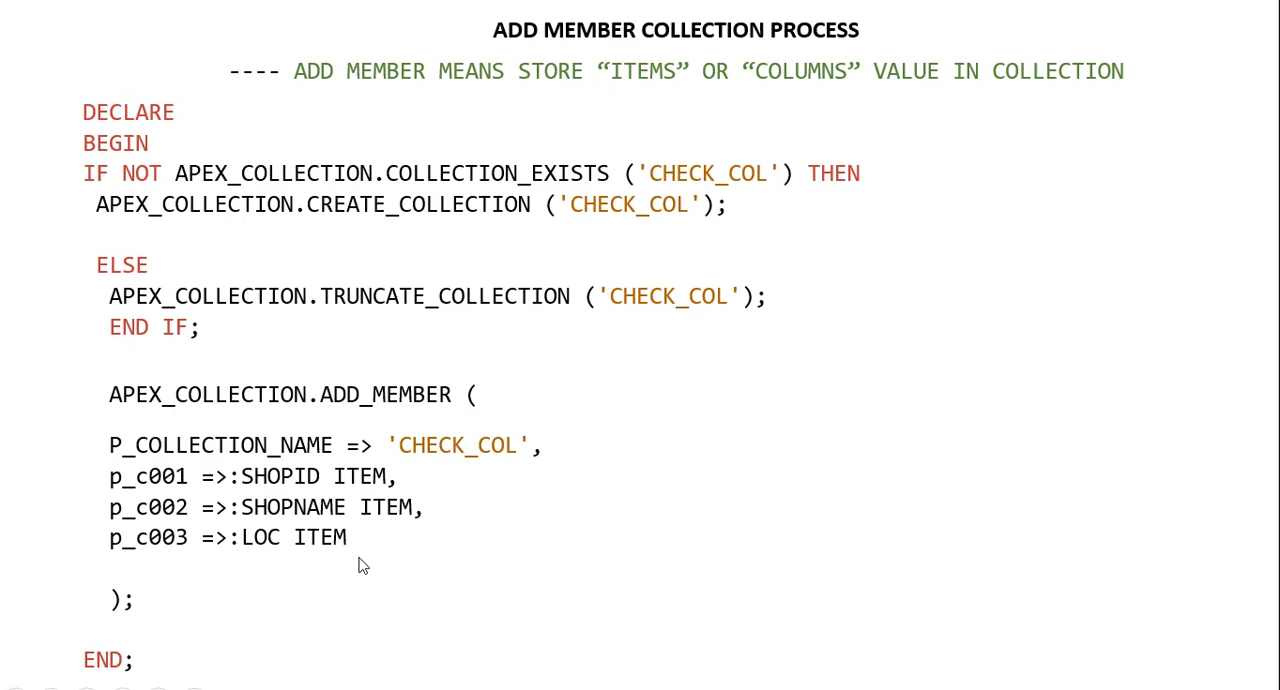 ADD MEMBER COLLECTION PROCESS
---- ADD MEMBER MEANS STORE “ITEMS” OR “COLUMNS” VALUE IN COLLECTION
DECLARE
BEGIN
IF NOT APEX_COLLECTION.COLLECTION_EXISTS ('CHECK_COL') THEN
APEX_COLLECTION.CREATE_COLLECTION ('CHECK_COL');
ELSE
APEX_COLLECTION.TRUNCATE_COLLECTION ('CHECK_COL');
END IF;
APEX_COLLECTION.ADD_MEMBER (
P_COLLECTION_NAME => 'CHECK_COL',
p_c001 =>:SHOPID ITEM,
p_c002 =>:SHOPNAME ITEM,
p_c003 =>:LOC ITEM
);
END;